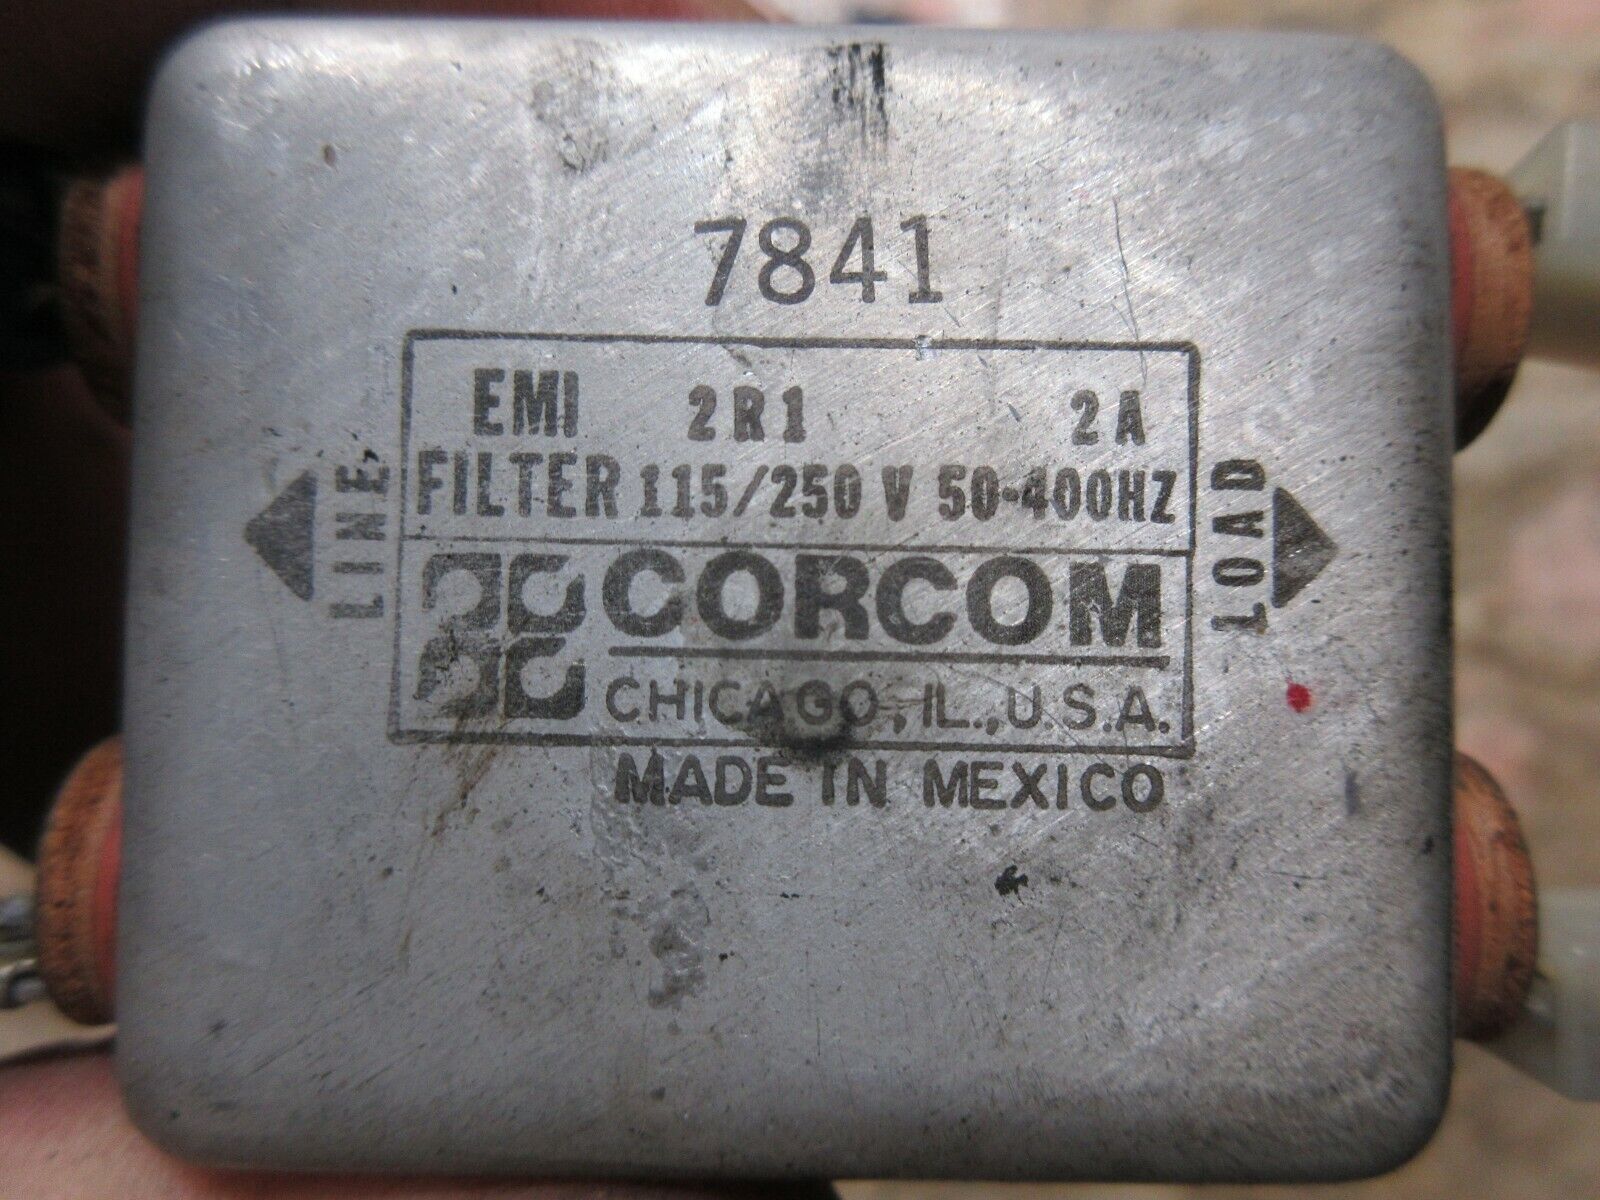 7841
EMI 2R1 2A
FILTER 115/250 V 50-400HZ
LINE
LOAD
CORCOM
CHICAGO, IL., U.S.A.
MADE IN MEXICO